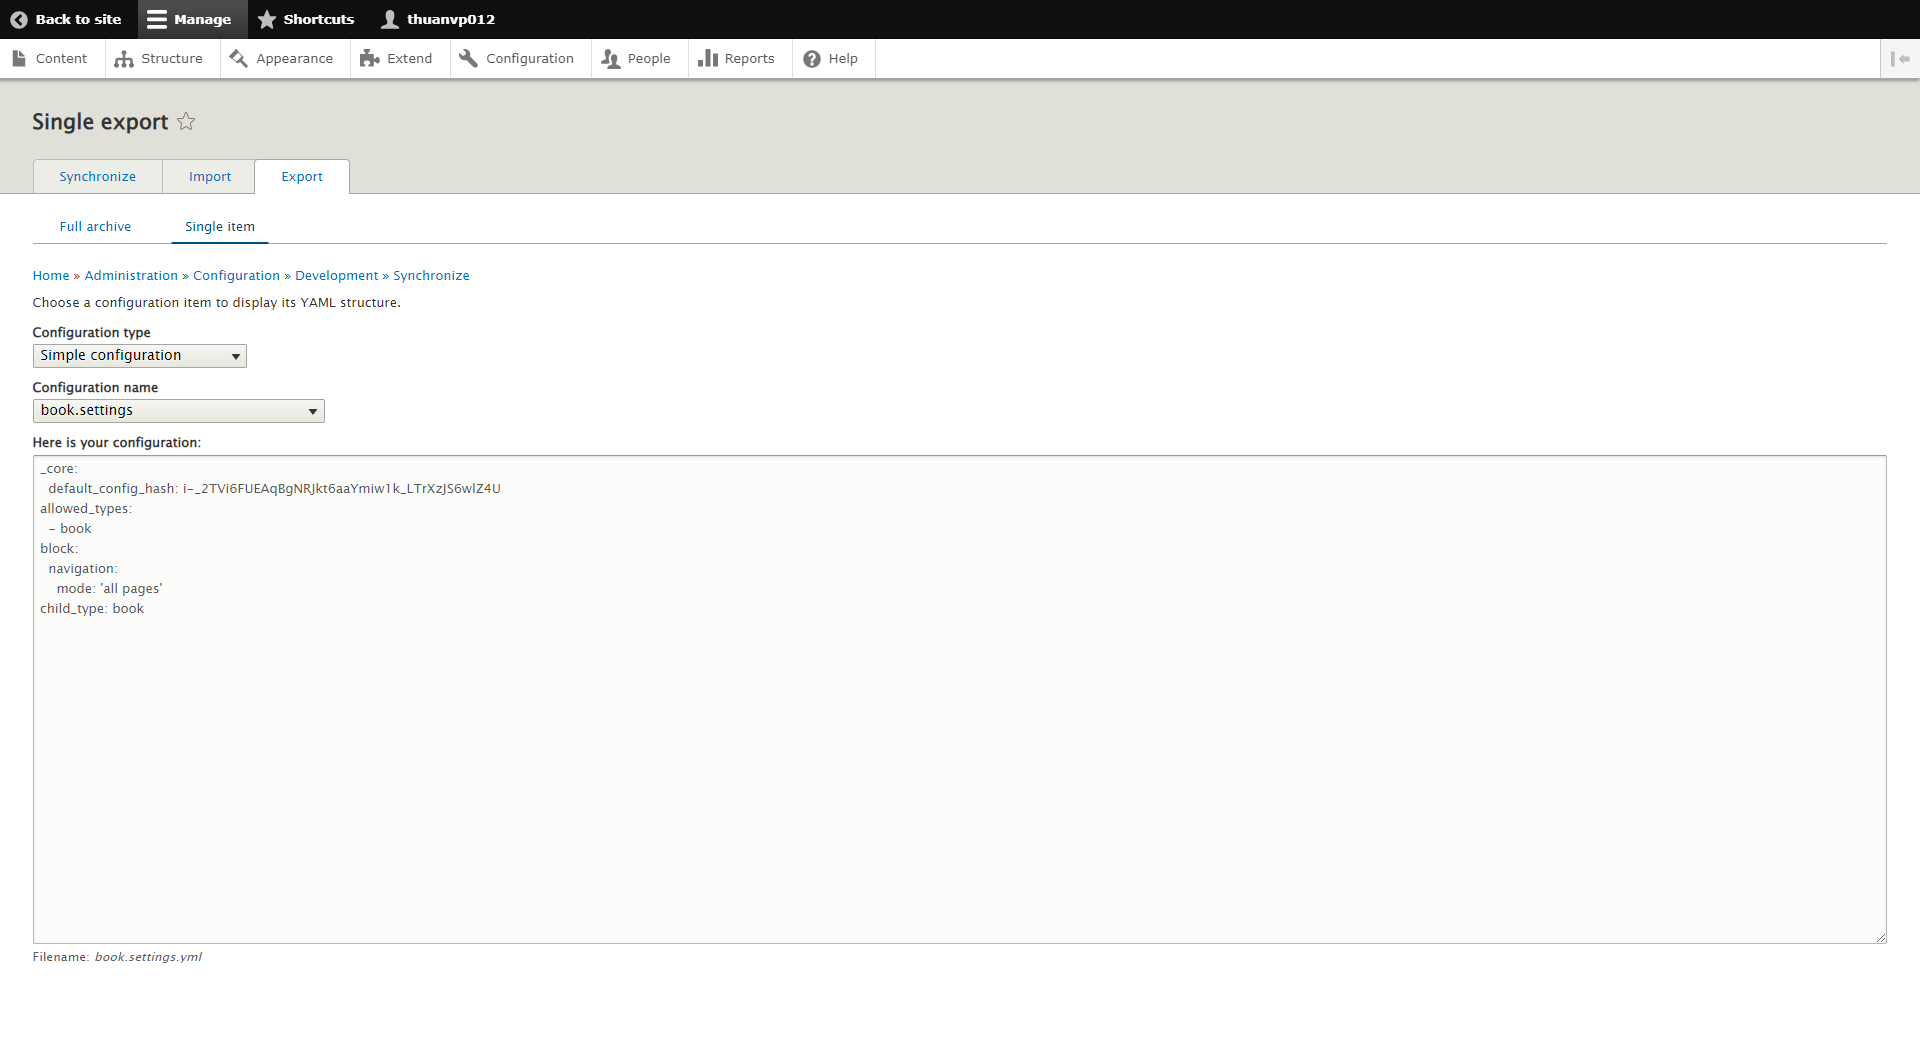 Back to site Manage Shortcuts thuanvp012
Content Structure Appearance Extend Configuration People Reports Help
Single export
Synchronize Import Export
Full archive Single item
Home » Administration » Configuration » Development » Synchronize
Choose a configuration item to display its YAML structure.
Configuration type
Simple configuration
Configuration name
book.settings
Here is your configuration:
_core:
  default_config_hash: i-_2TVi6FUEAqBgNRJkt6aaYmiw1k_LTrXzJS6wlZ4U
allowed_types:
  - book
block:
  navigation:
    mode: 'all pages'
child_type: book
Filename: book.settings.yml